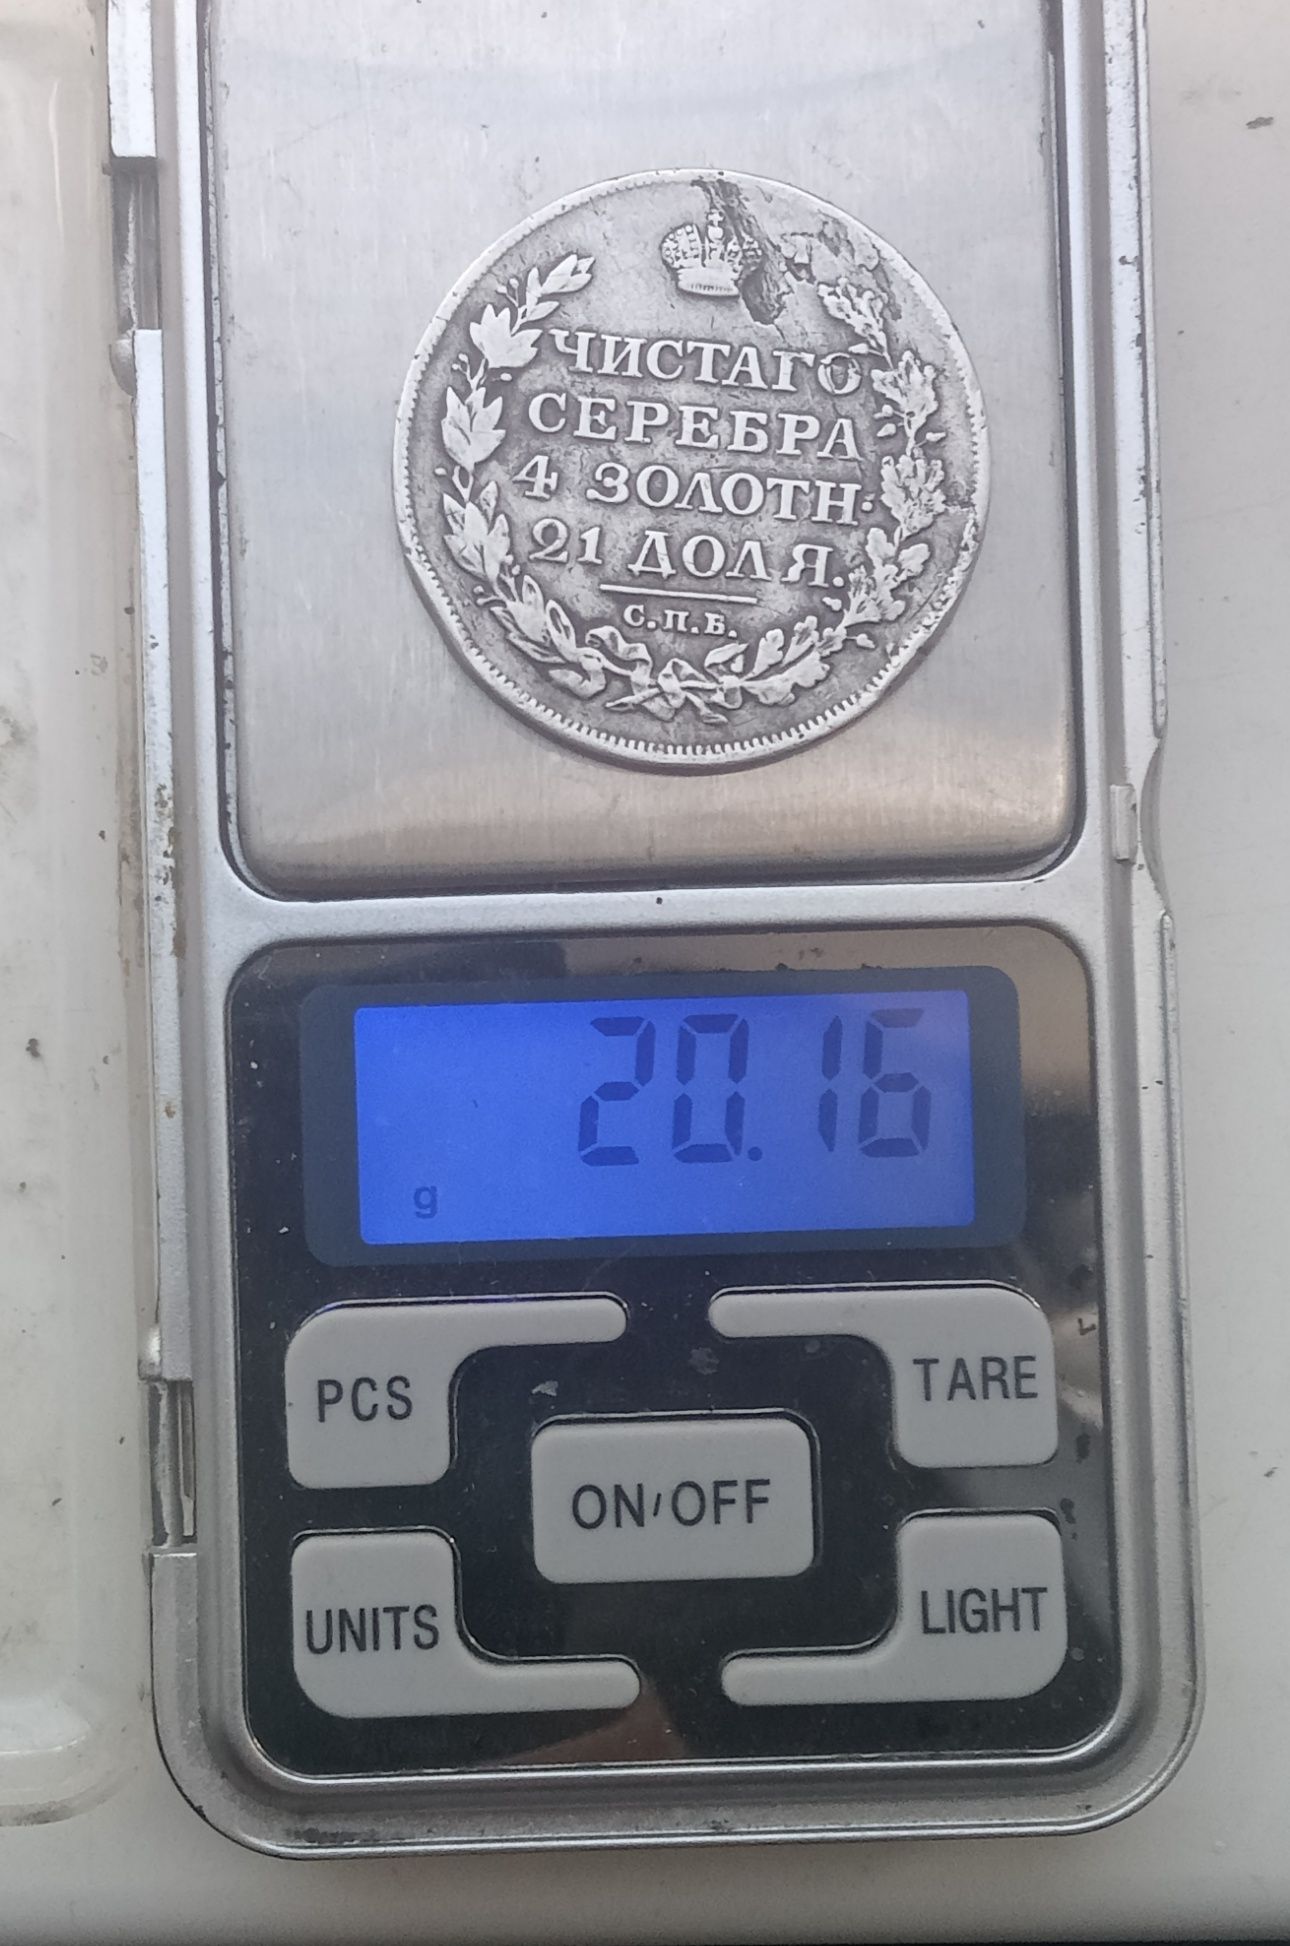 ЧИСТАГО
СЕРЕБРА
4 ЗОЛОТН.
21 ДОЛЯ.
С.П.Б.
20.16
g
PCS
TARE
ON/OFF
UNITS
LIGHT